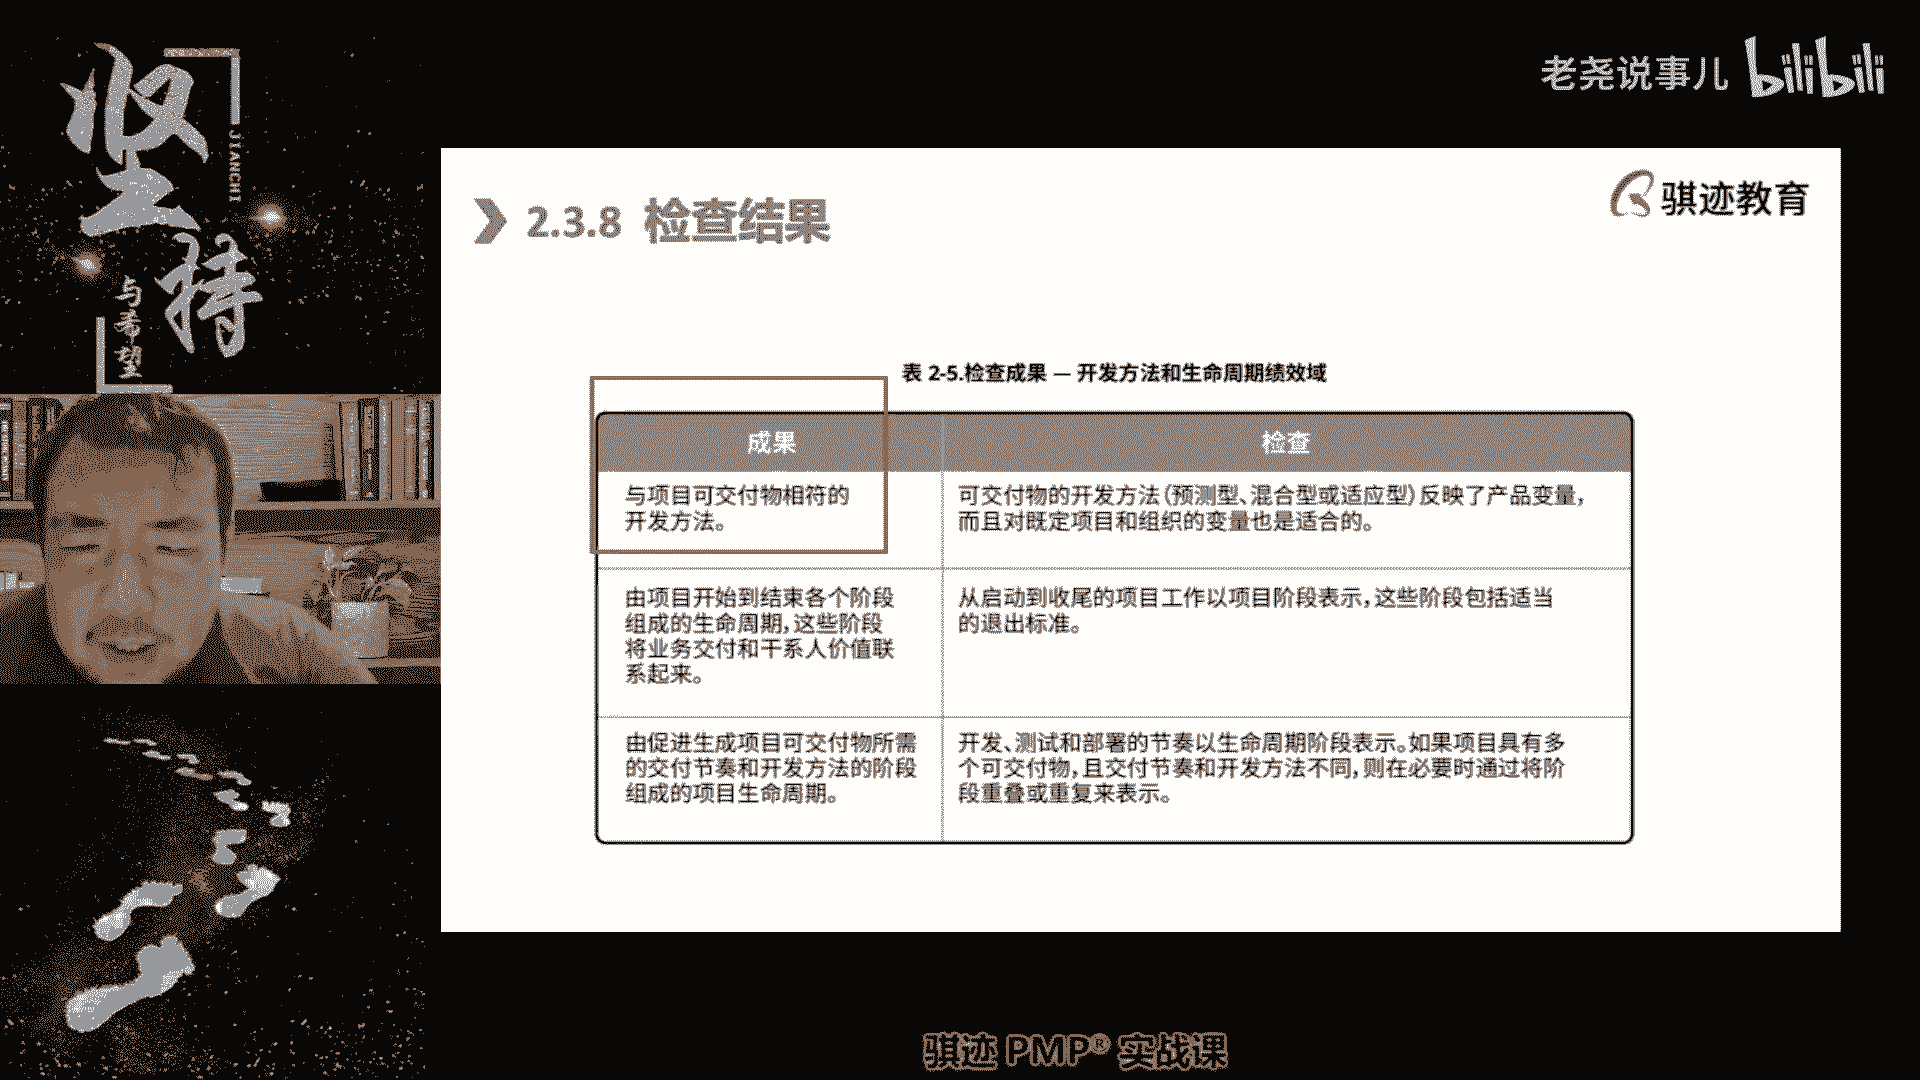 坚持
JIANCHI
与希望
老尧说事儿 bilibili
骐迹教育
2.3.8 检查结果
表 2-5.检查成果 — 开发方法和生命周期绩效域
成果
检查
与项目可交付物相符的
开发方法。
可交付物的开发方法（预测型、混合型或适应型）反映了产品变量，
而且对既定项目和组织的变量也是适合的。
由项目开始到结束各个阶段
组成的生命周期，这些阶段
将业务交付和干系人价值联
系起来。
从启动到收尾的项目工作以项目阶段表示，这些阶段包括适当
的退出标准。
由促进生成项目可交付物所需
的交付节奏和开发方法的阶段
组成的项目生命周期。
开发、测试和部署的节奏以生命周期阶段表示。如果项目具有多
个可交付物，且交付节奏和开发方法不同，则在必要时通过将阶
段重叠或重复来表示。
骐迹 PMP® 实战课